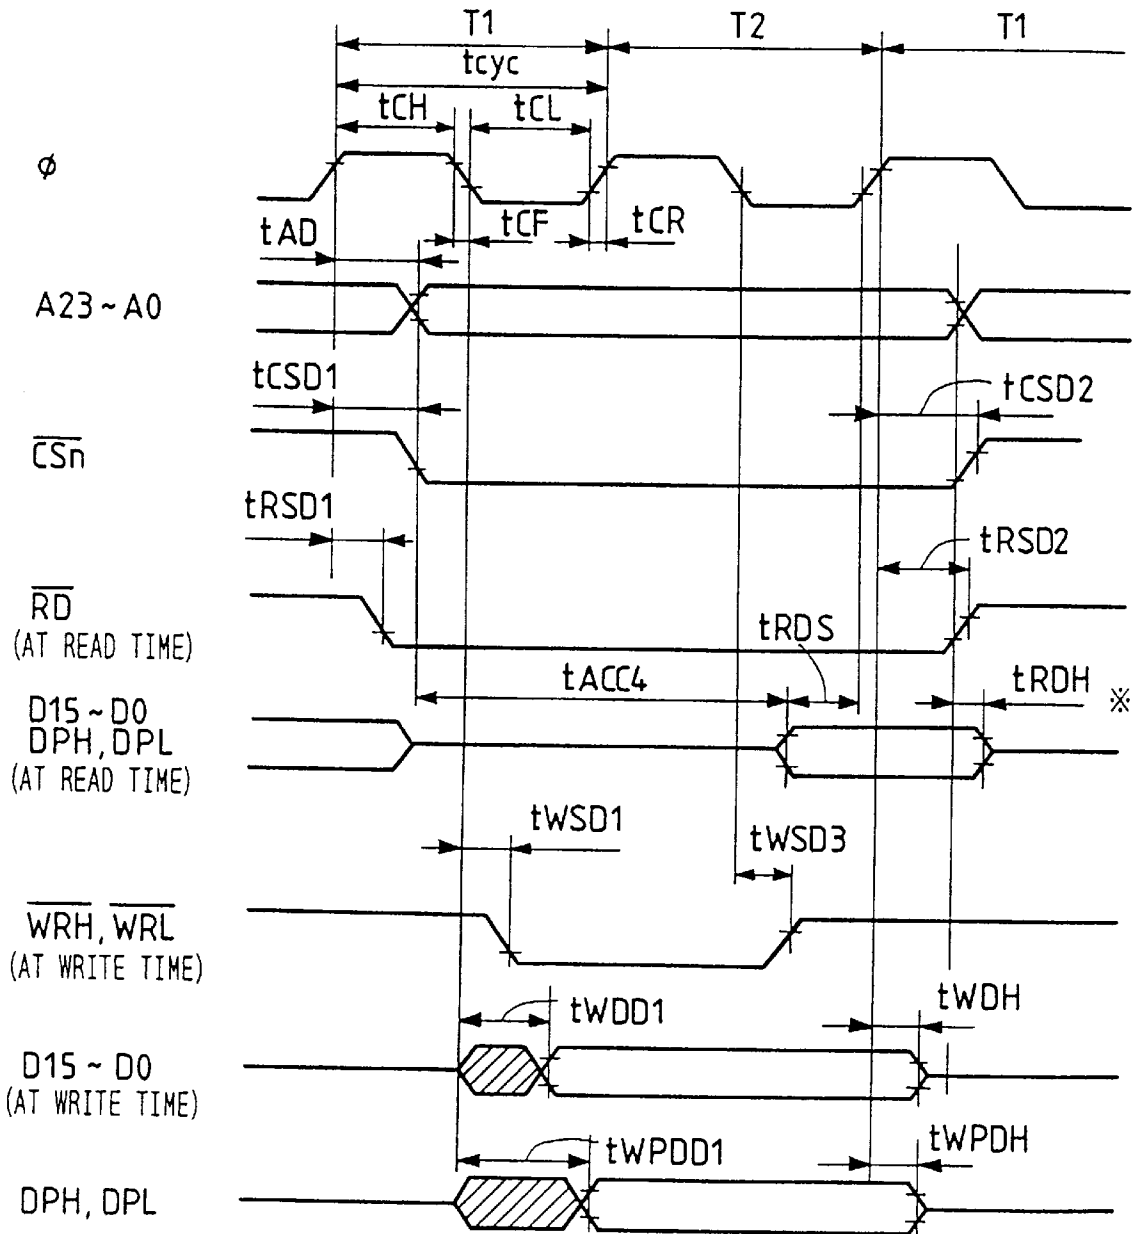 T1 T2 T1
tcyc
tCH tCL
φ
tCF tCR
tAD
A23~A0
tCSD1 tCSD2
CSn
tRSD1 tRSD2
RD
(AT READ TIME)
tRDS
tACC4 tRDH ※
D15~D0
DPH, DPL
(AT READ TIME)
tWSD1 tWSD3
WRH, WRL
(AT WRITE TIME)
tWDD1 tWDH
D15~D0
(AT WRITE TIME)
tWPDD1 tWPDH
DPH, DPL